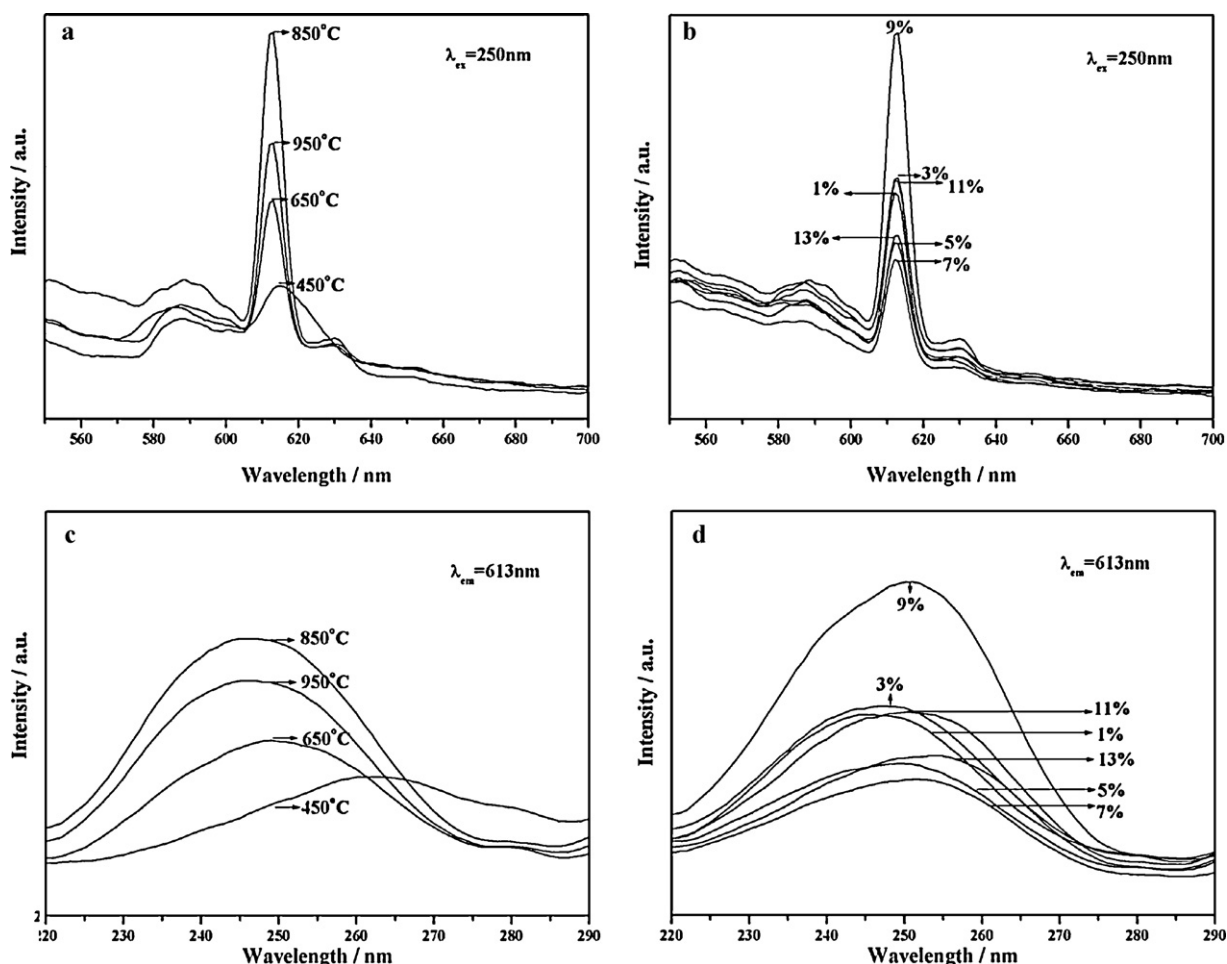 a
850°C
λex=250nm
950°C
650°C
450°C
Intensity / a.u.
560 580 600 620 640 660 680 700
Wavelength / nm
b
9%
λex=250nm
3%
11%
1%
13%
5%
7%
Intensity / a.u.
560 580 600 620 640 660 680 700
Wavelength / nm
c
λem=613nm
850°C
950°C
650°C
450°C
Intensity / a.u.
2
220 230 240 250 260 270 280 290
Wavelength / nm
d
λem=613nm
9%
3%
11%
1%
13%
5%
7%
Intensity / a.u.
220 230 240 250 260 270 280 290
Wavelength / nm